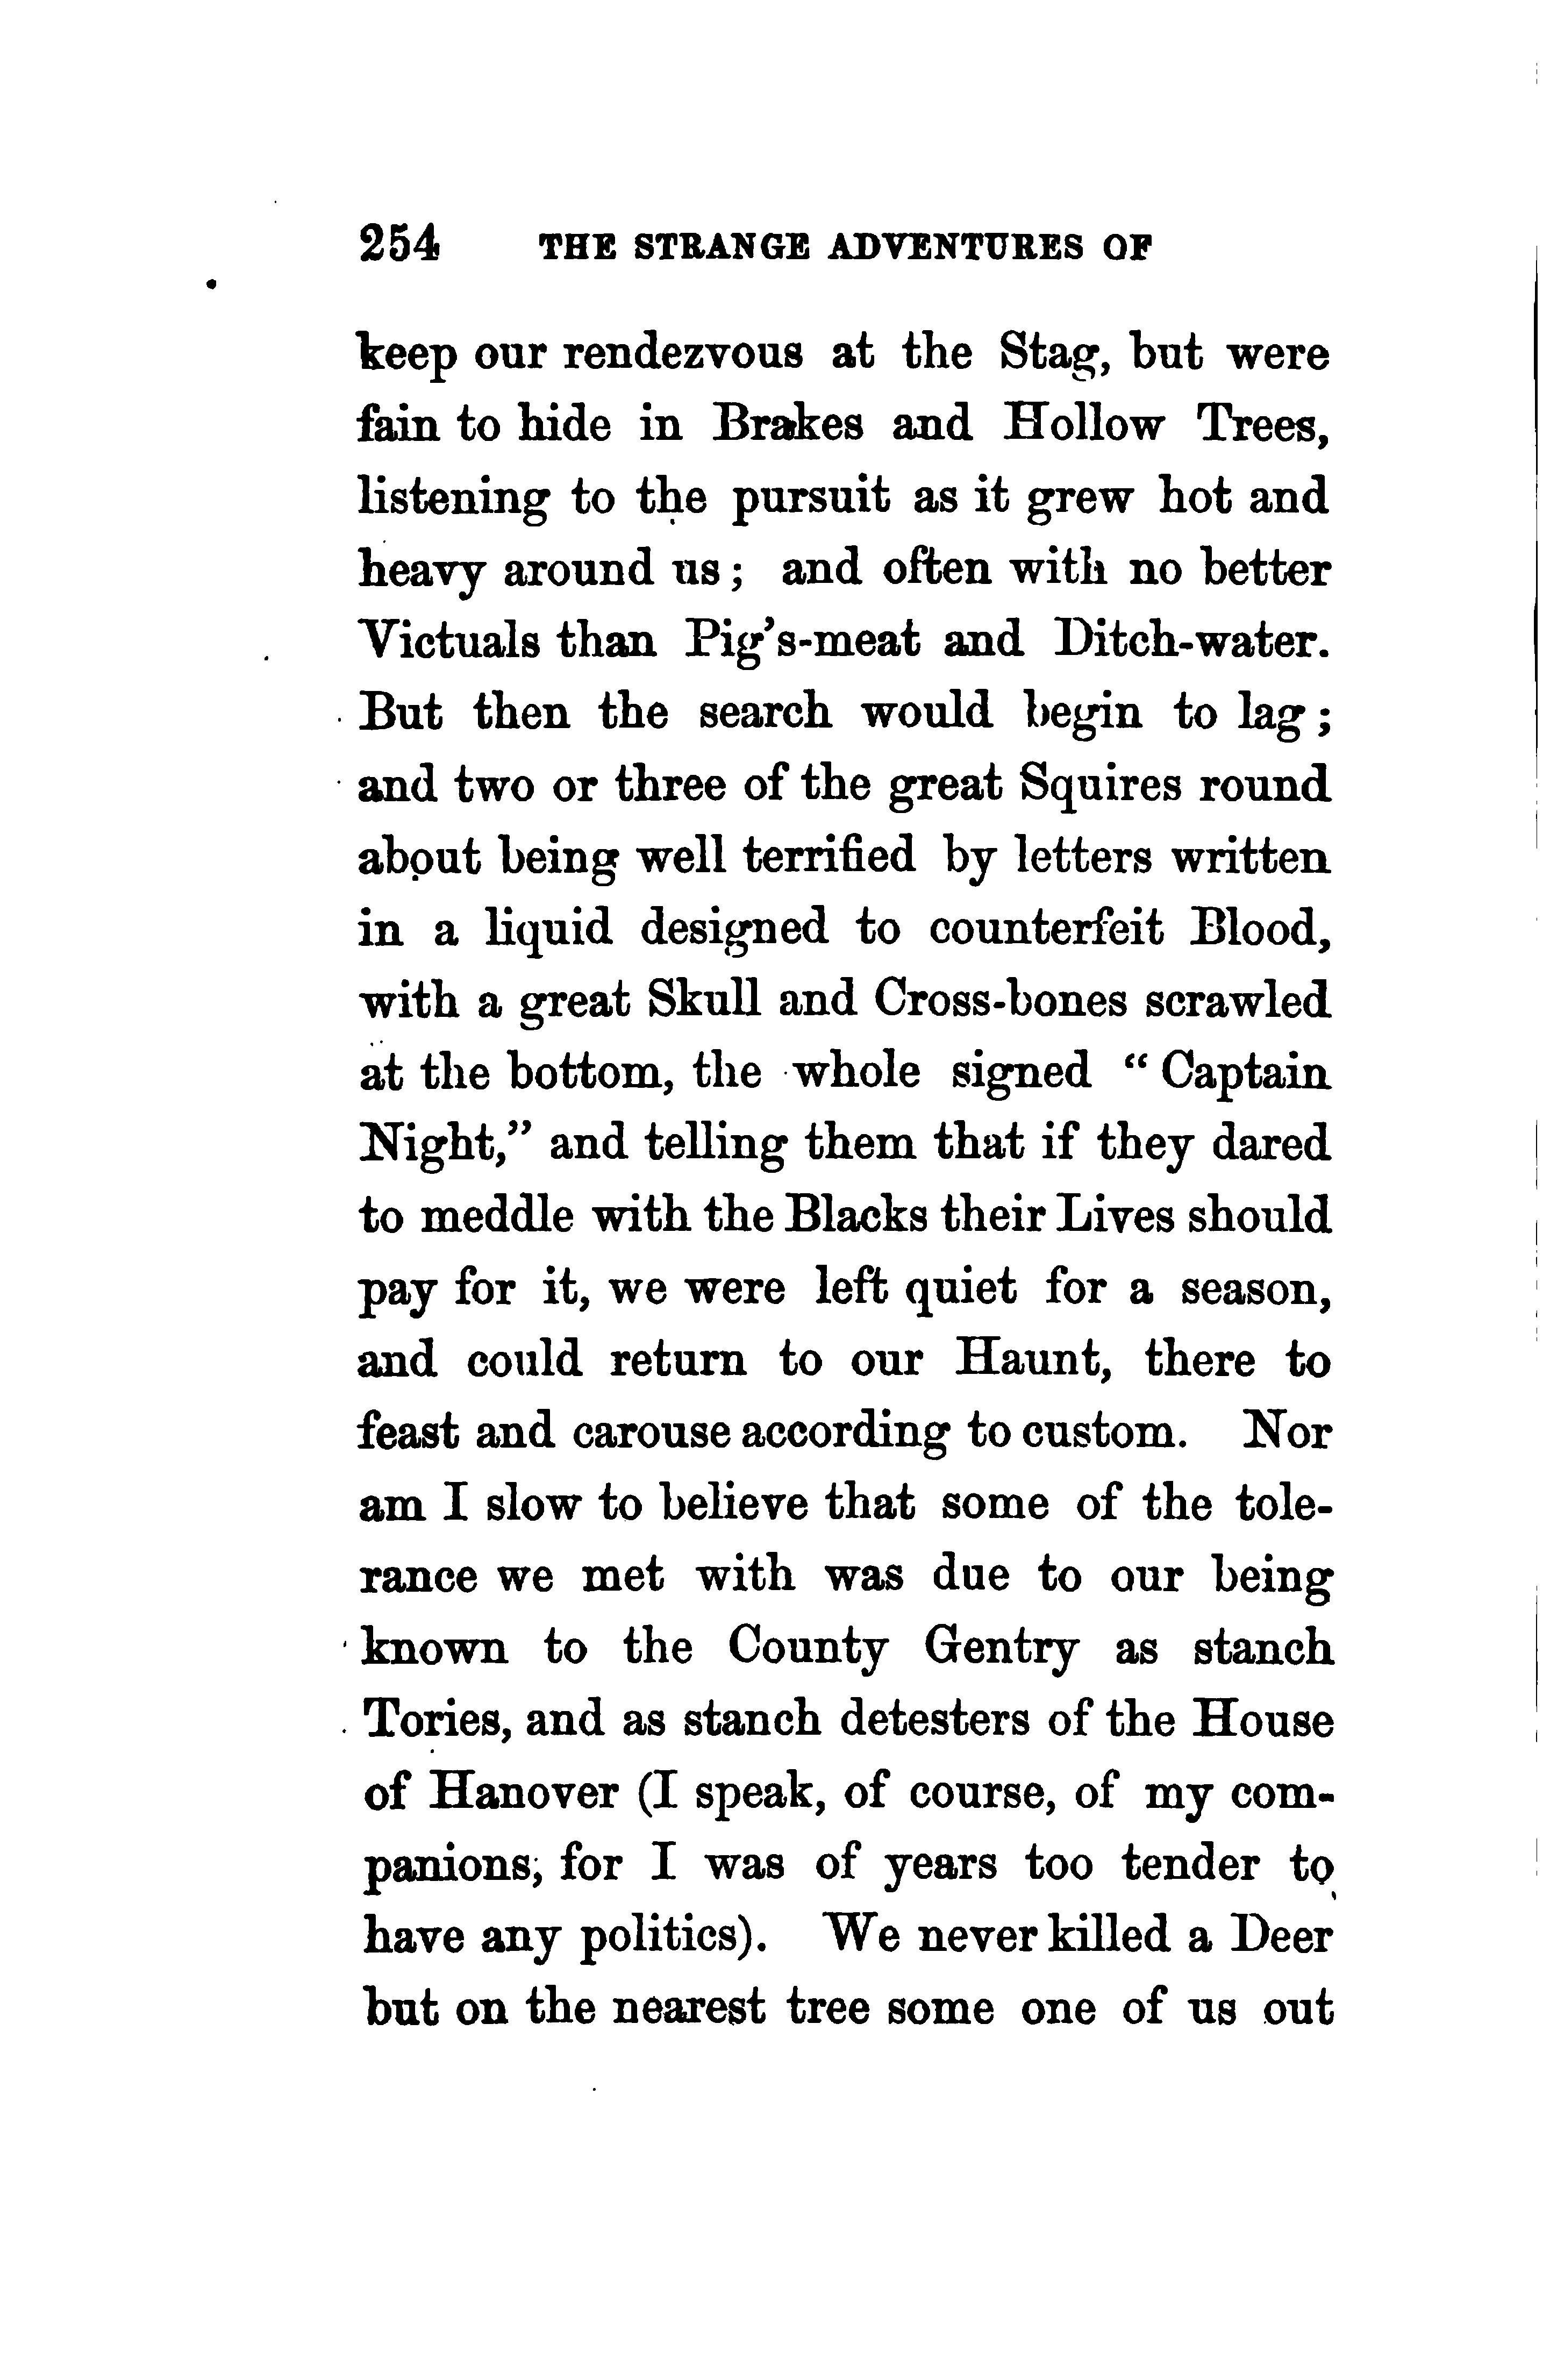 254 THE STRANGE ADVENTURES OF
keep our rendezvous at the Stag, but were
fain to hide in Brakes and Hollow Trees,
listening to the pursuit as it grew hot and
heavy around us; and often with no better
Victuals than Pig's-meat and Ditch-water.
But then the search would begin to lag;
and two or three of the great Squires round
about being well terrified by letters written
in a liquid designed to counterfeit Blood,
with a great Skull and Cross-bones scrawled
at the bottom, the whole signed "Captain
Night," and telling them that if they dared
to meddle with the Blacks their Lives should
pay for it, we were left quiet for a season,
and could return to our Haunt, there to
feast and carouse according to custom. Nor
am I slow to believe that some of the tole-
rance we met with was due to our being
known to the County Gentry as stanch
Tories, and as stanch detesters of the House
of Hanover (I speak, of course, of my com-
panions, for I was of years too tender to
have any politics). We never killed a Deer
but on the nearest tree some one of us out